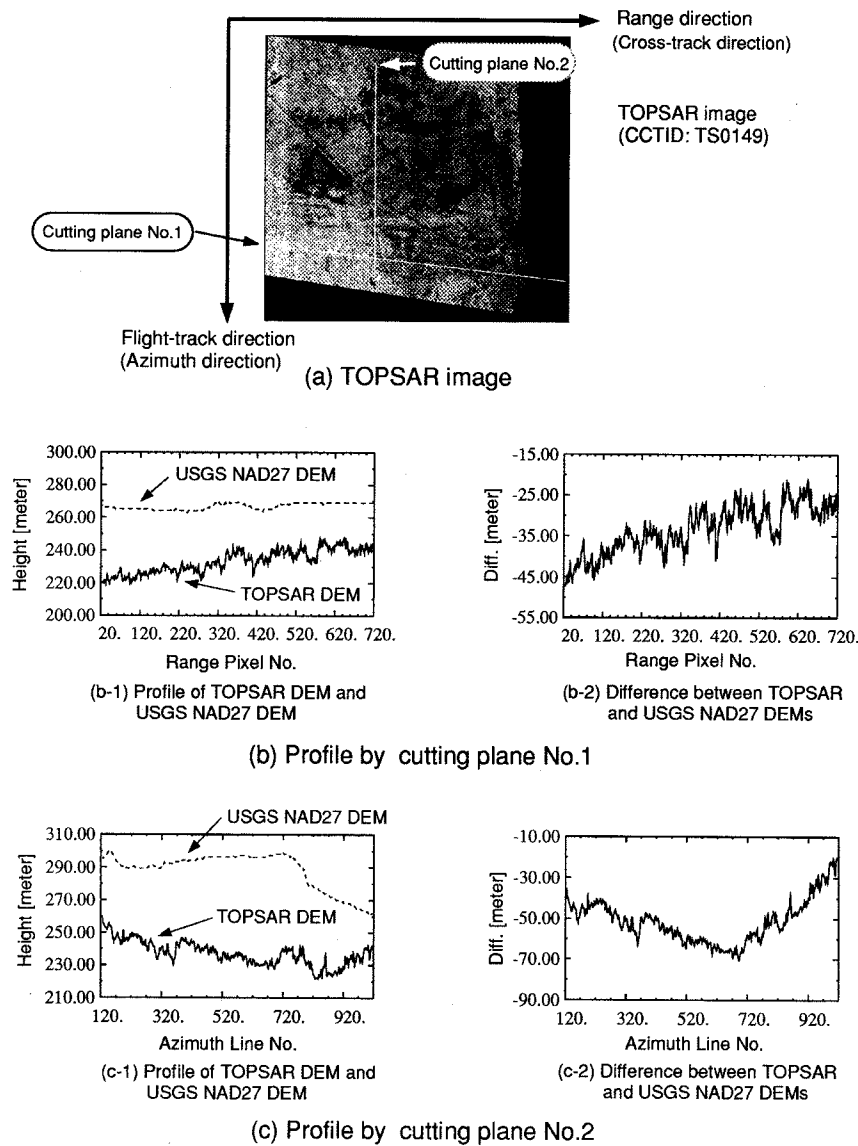 Range direction
(Cross-track direction)
Cutting plane No.2
TOPSAR image
(CCTID: TS0149)
Cutting plane No.1
Flight-track direction
(Azimuth direction)
(a) TOPSAR image
300.00
280.00
260.00
240.00
220.00
200.00
Height [meter]
USGS NAD27 DEM
TOPSAR DEM
20. 120. 220. 320. 420. 520. 620. 720.
Range Pixel No.
(b-1) Profile of TOPSAR DEM and
USGS NAD27 DEM
-15.00
-25.00
-35.00
-45.00
-55.00
Diff. [meter]
20. 120. 220. 320. 420. 520. 620. 720.
Range Pixel No.
(b-2) Difference between TOPSAR
and USGS NAD27 DEMs
(b) Profile by cutting plane No.1
310.00
290.00
270.00
250.00
230.00
210.00
Height [meter]
USGS NAD27 DEM
TOPSAR DEM
120. 320. 520. 720. 920.
Azimuth Line No.
(c-1) Profile of TOPSAR DEM and
USGS NAD27 DEM
-10.00
-30.00
-50.00
-70.00
-90.00
Diff. [meter]
120. 320. 520. 720. 920.
Azimuth Line No.
(c-2) Difference between TOPSAR
and USGS NAD27 DEMs
(c) Profile by cutting plane No.2